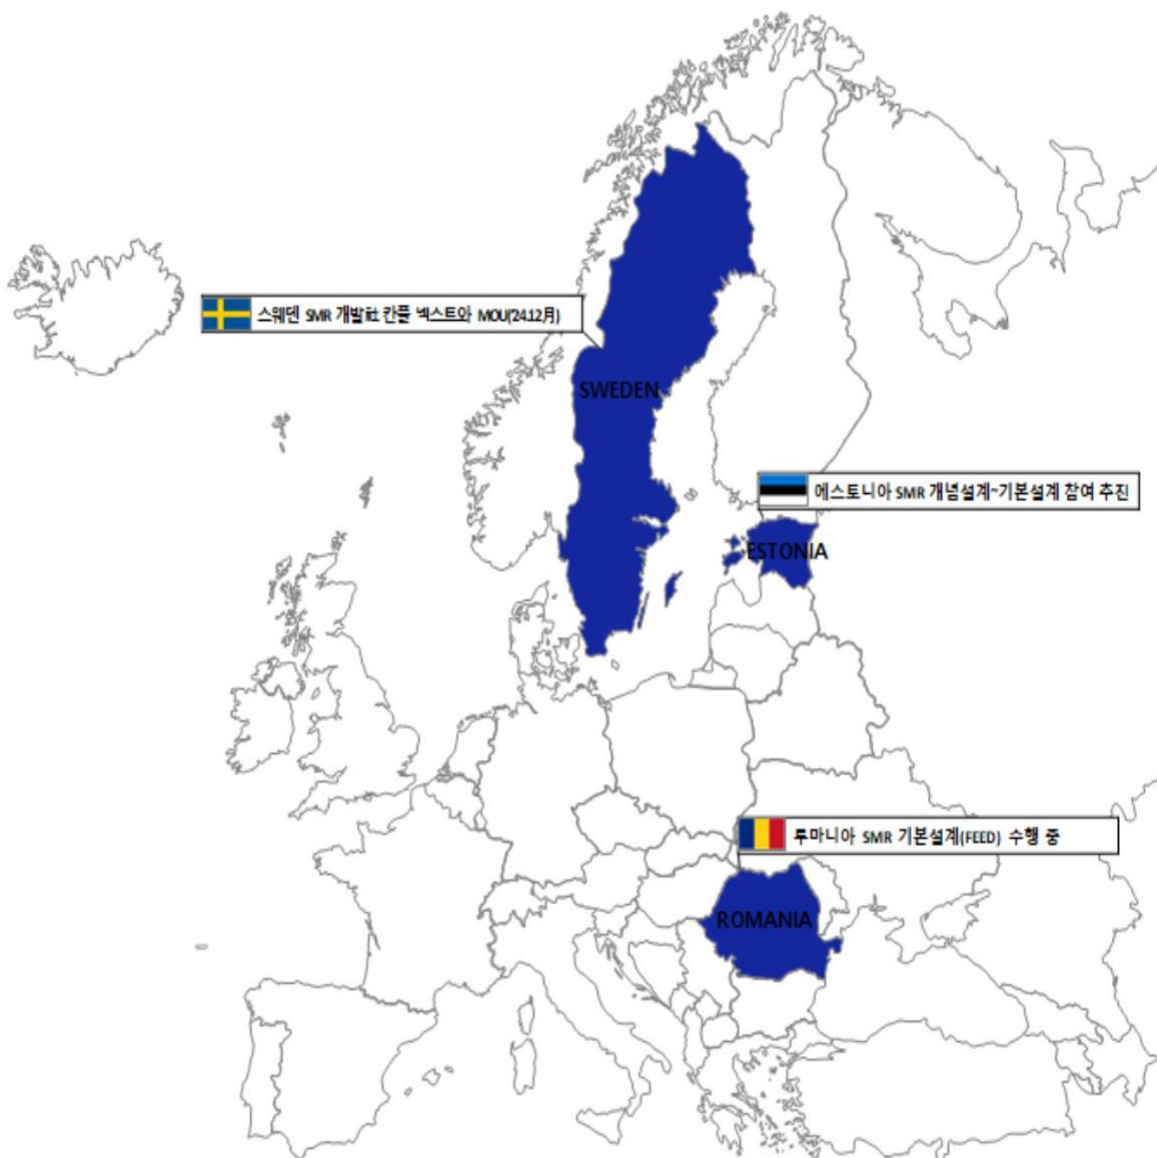 스웨덴 SMR 개발社 칸풀 넥스트와 MOU('24.12月)
SWEDEN
에스토니아 SMR 개념설계~기본설계 참여 추진
ESTONIA
루마니아 SMR 기본설계(FEED) 수행 중
ROMANIA